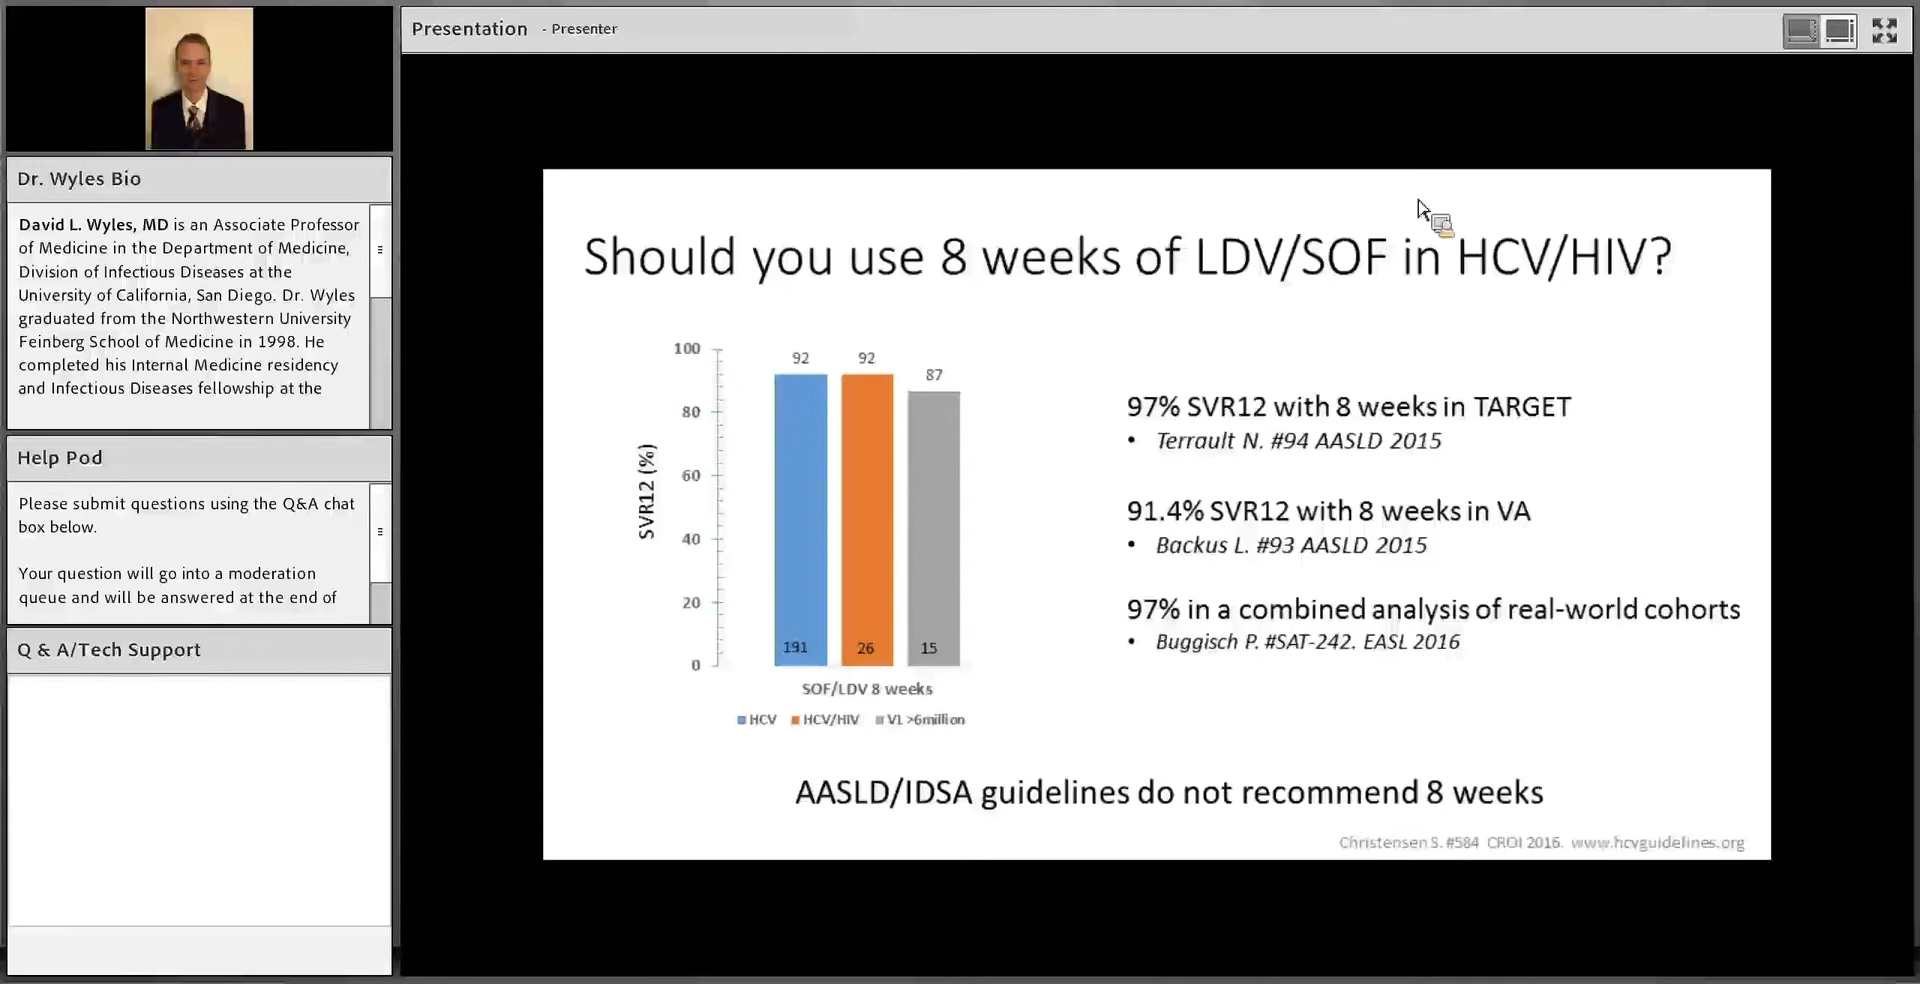 Presentation - Presenter
Dr. Wyles Bio
David L. Wyles, MD is an Associate Professor
of Medicine in the Department of Medicine,
Division of Infectious Diseases at the
University of California, San Diego. Dr. Wyles
graduated from the Northwestern University
Feinberg School of Medicine in 1998. He
completed his Internal Medicine residency
and Infectious Diseases fellowship at the
Help Pod
Please submit questions using the Q&A chat
box below.
Your question will go into a moderation
queue and will be answered at the end of
Q & A/Tech Support
Should you use 8 weeks of LDV/SOF in HCV/HIV?
SVR12 (%)
100
80
60
40
20
0
92
92
87
191
26
15
SOF/LDV 8 weeks
HCV HCV/HIV VL >6million
97% SVR12 with 8 weeks in TARGET
• Terrault N. #94 AASLD 2015
91.4% SVR12 with 8 weeks in VA
• Backus L. #93 AASLD 2015
97% in a combined analysis of real-world cohorts
• Buggisch P. #SAT-242. EASL 2016
AASLD/IDSA guidelines do not recommend 8 weeks
Christensen S. #584 CROI 2016. www.hcvguidelines.org